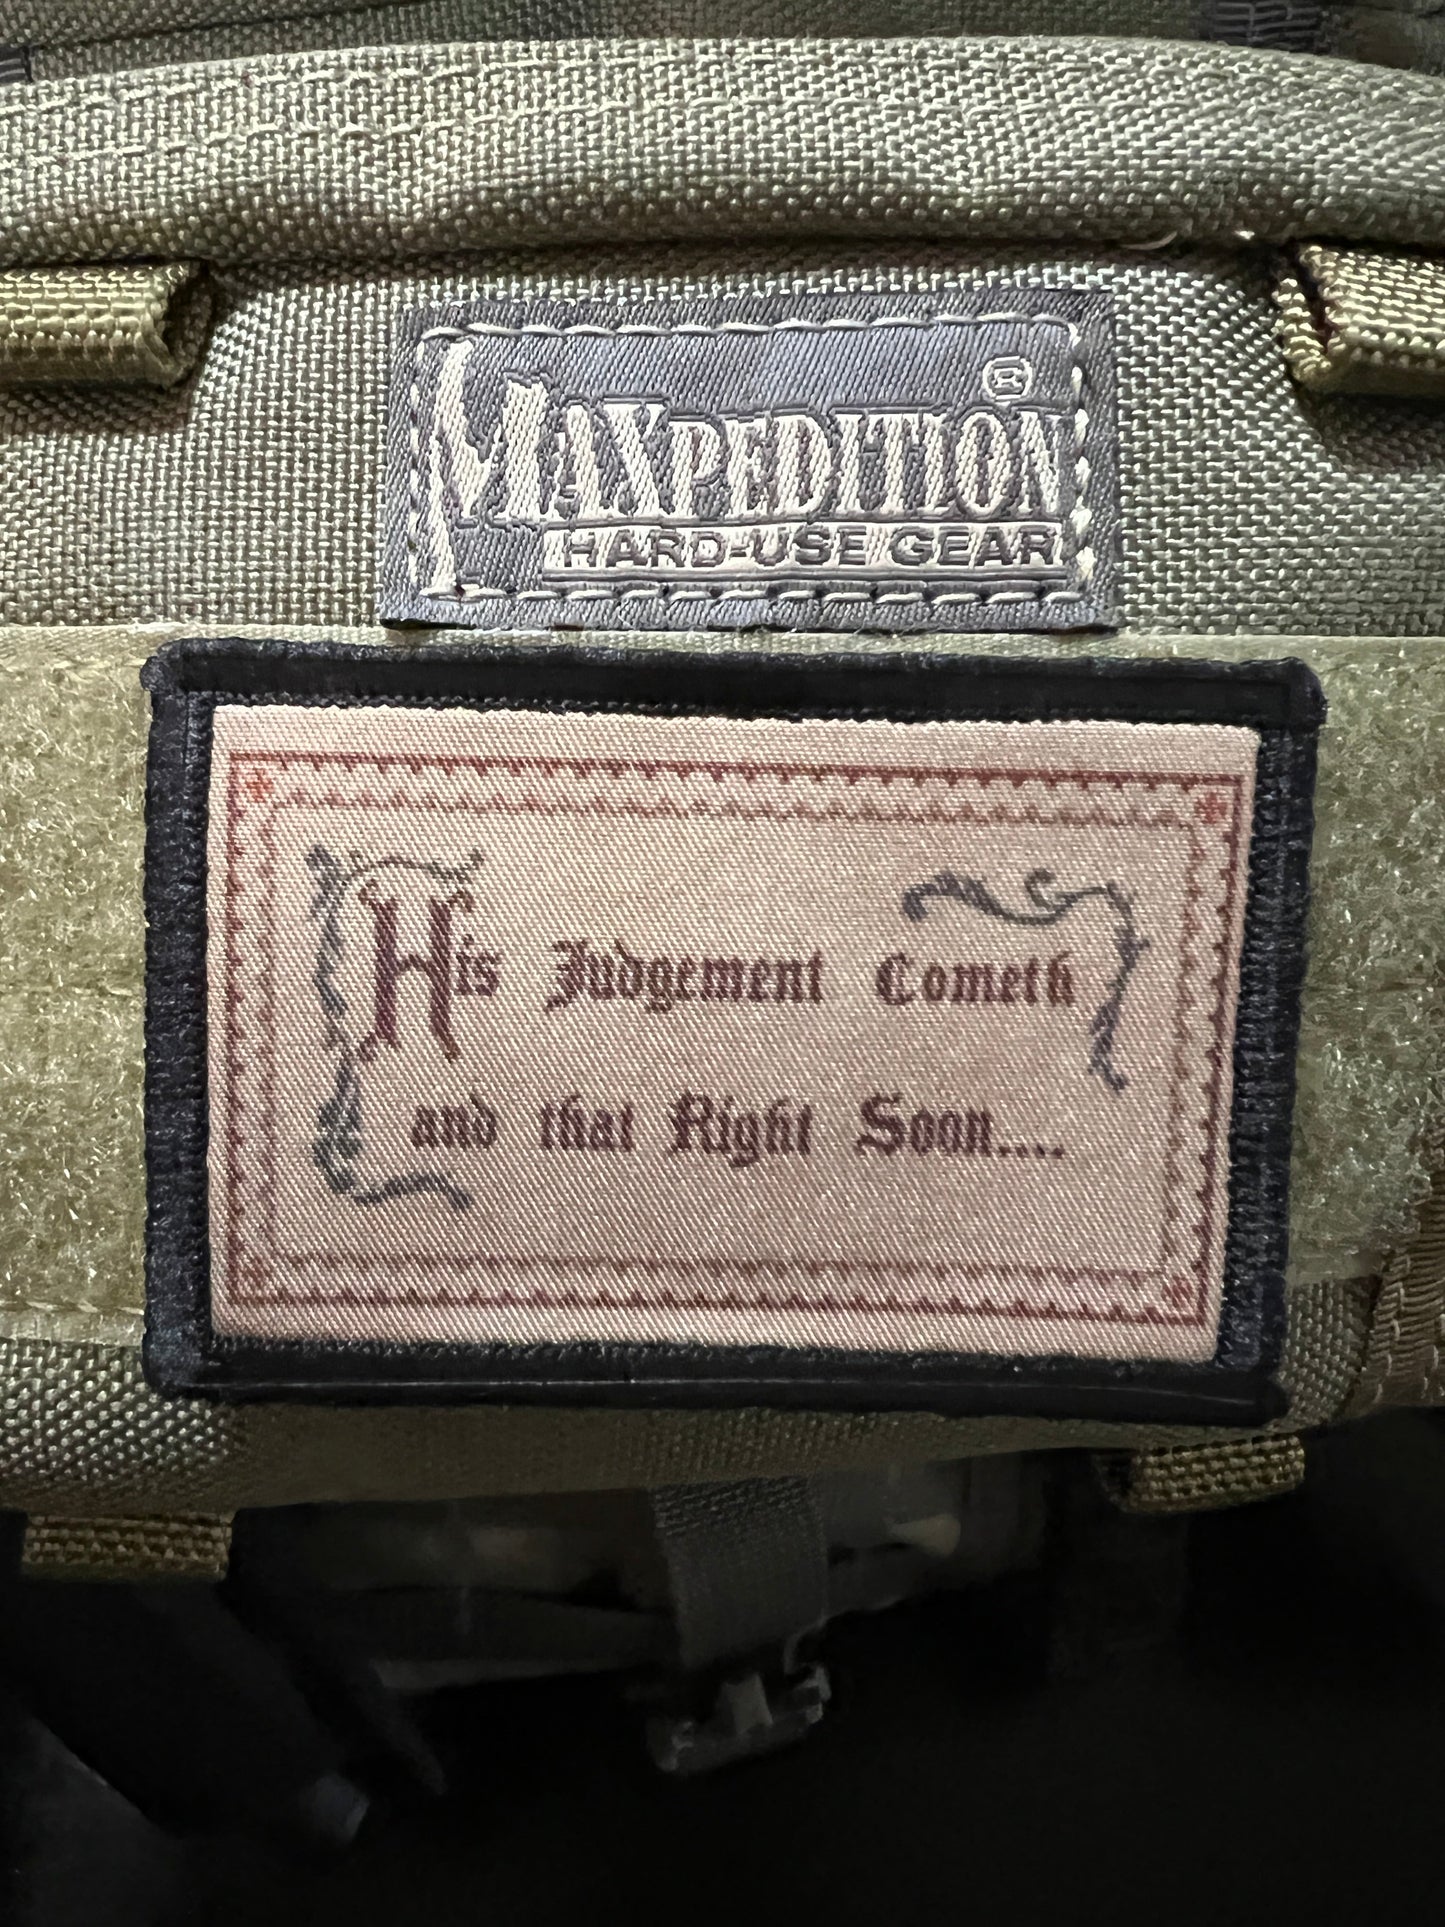 MAXPEDITION®
HARD-USE GEAR
His Judgement Cometh
and that Right Soon....